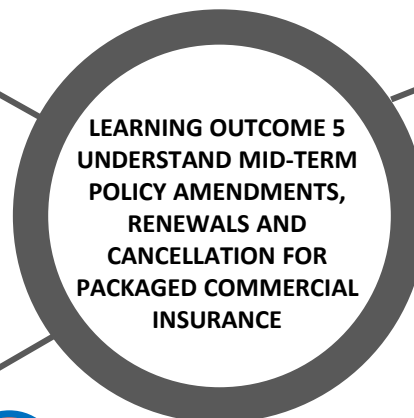 LEARNING OUTCOME 5
UNDERSTAND MID-TERM
POLICY AMENDMENTS,
RENEWALS AND
CANCELLATION FOR
PACKAGED COMMERCIAL
INSURANCE